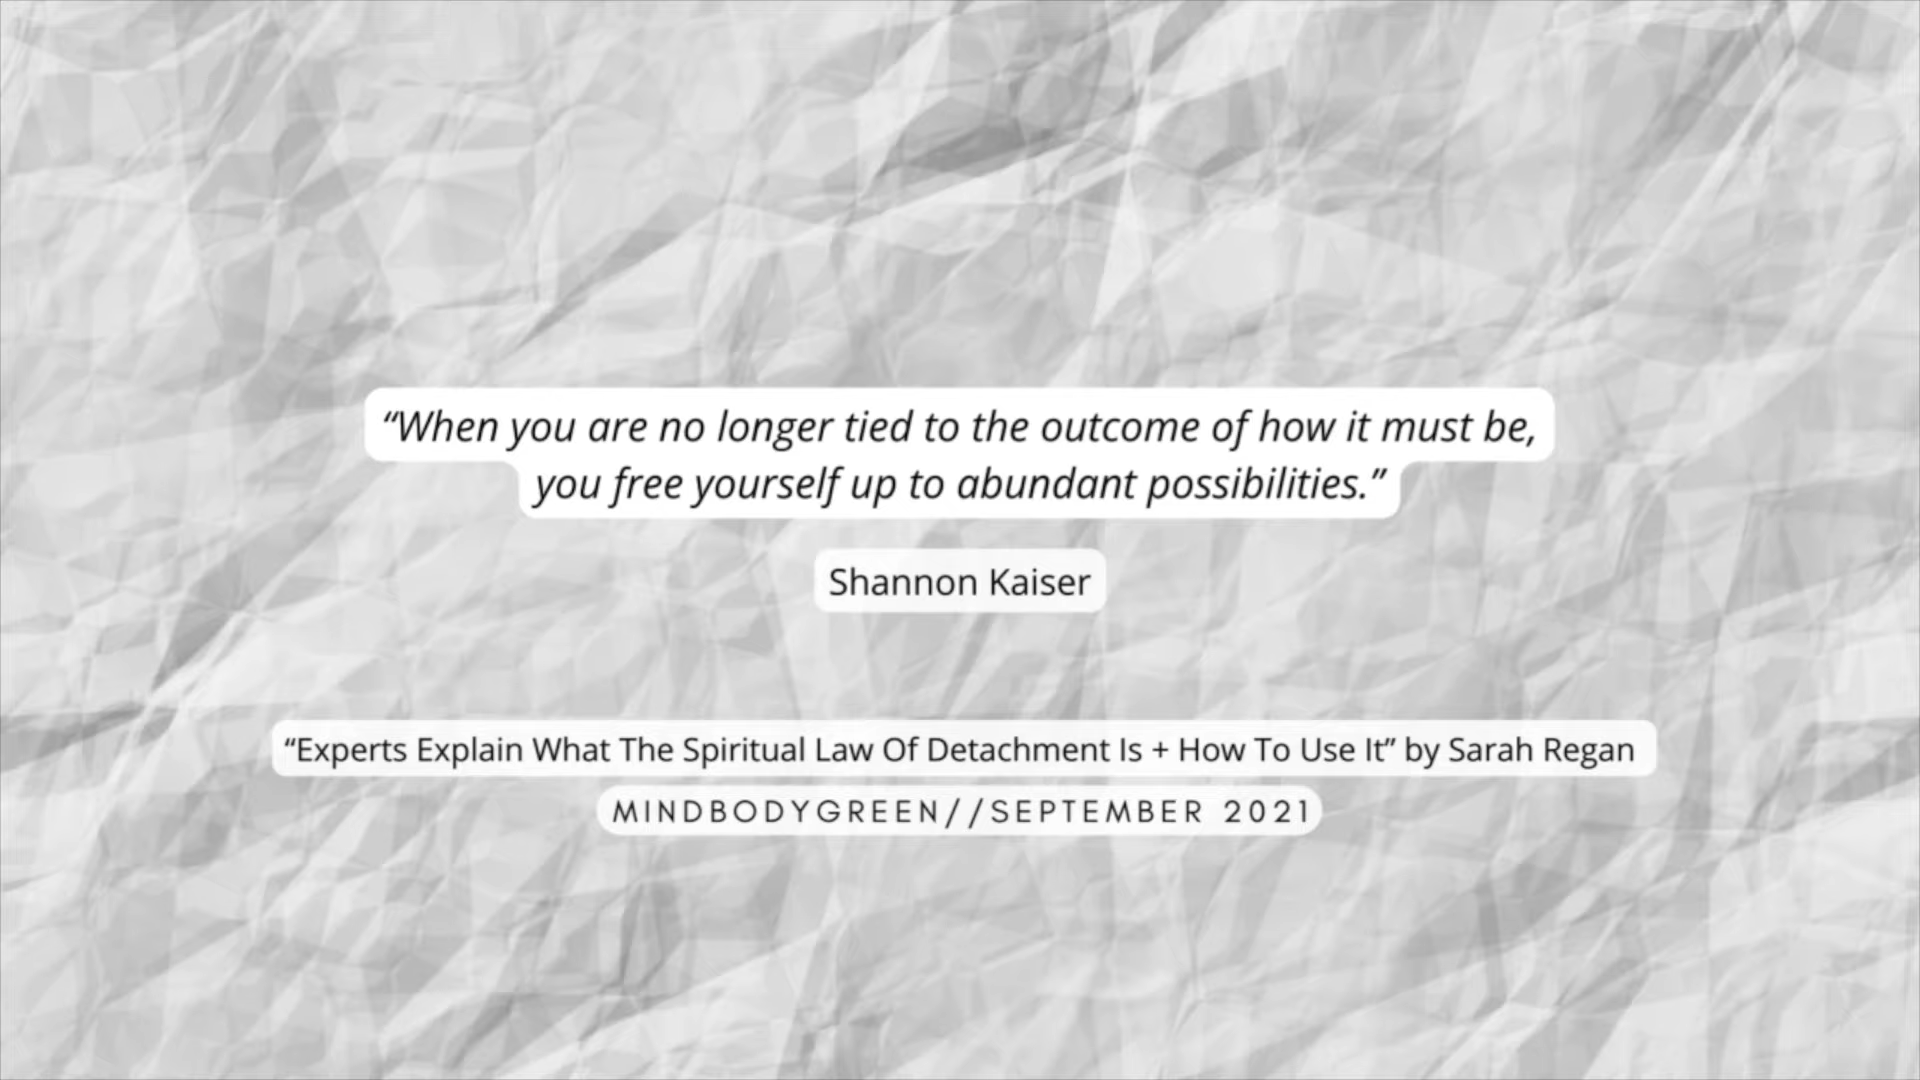 “When you are no longer tied to the outcome of how it must be,
you free yourself up to abundant possibilities.”
Shannon Kaiser
“Experts Explain What The Spiritual Law Of Detachment Is + How To Use It” by Sarah Regan
MINDBODYGREEN//SEPTEMBER 2021